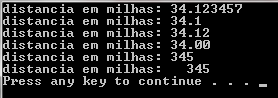 distancia em milhas: 34.123457
distancia em milhas: 34.1
distancia em milhas: 34.12
distancia em milhas: 34.00
distancia em milhas: 345
distancia em milhas:   345
Press any key to continue . . . _